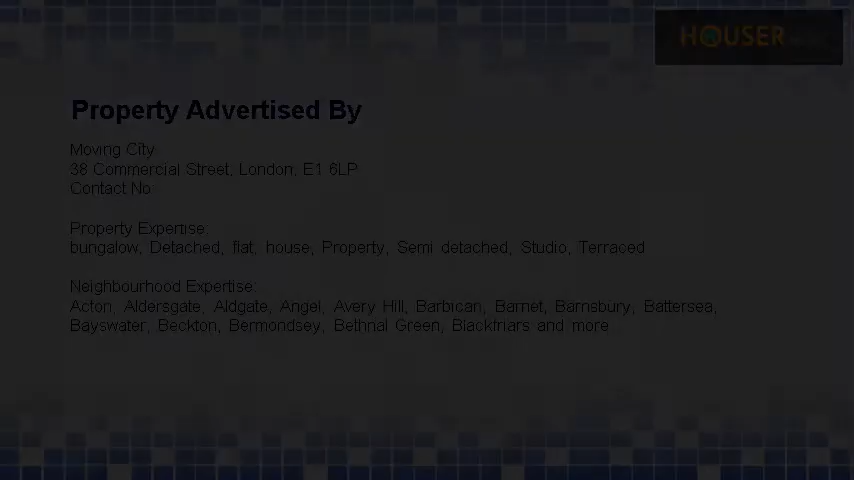 HOUSER
Property Advertised By
Moving City
38 Commercial Street, London, E1 6LP
Contact No:
Property Expertise:
bungalow, Detached, flat, house, Property, Semi detached, Studio, Terraced
Neighbourhood Expertise:
Acton, Aldersgate, Aldgate, Angel, Avery Hill, Barbican, Barnet, Barnsbury, Battersea,
Bayswater, Beckton, Bermondsey, Bethnal Green, Blackfriars and more